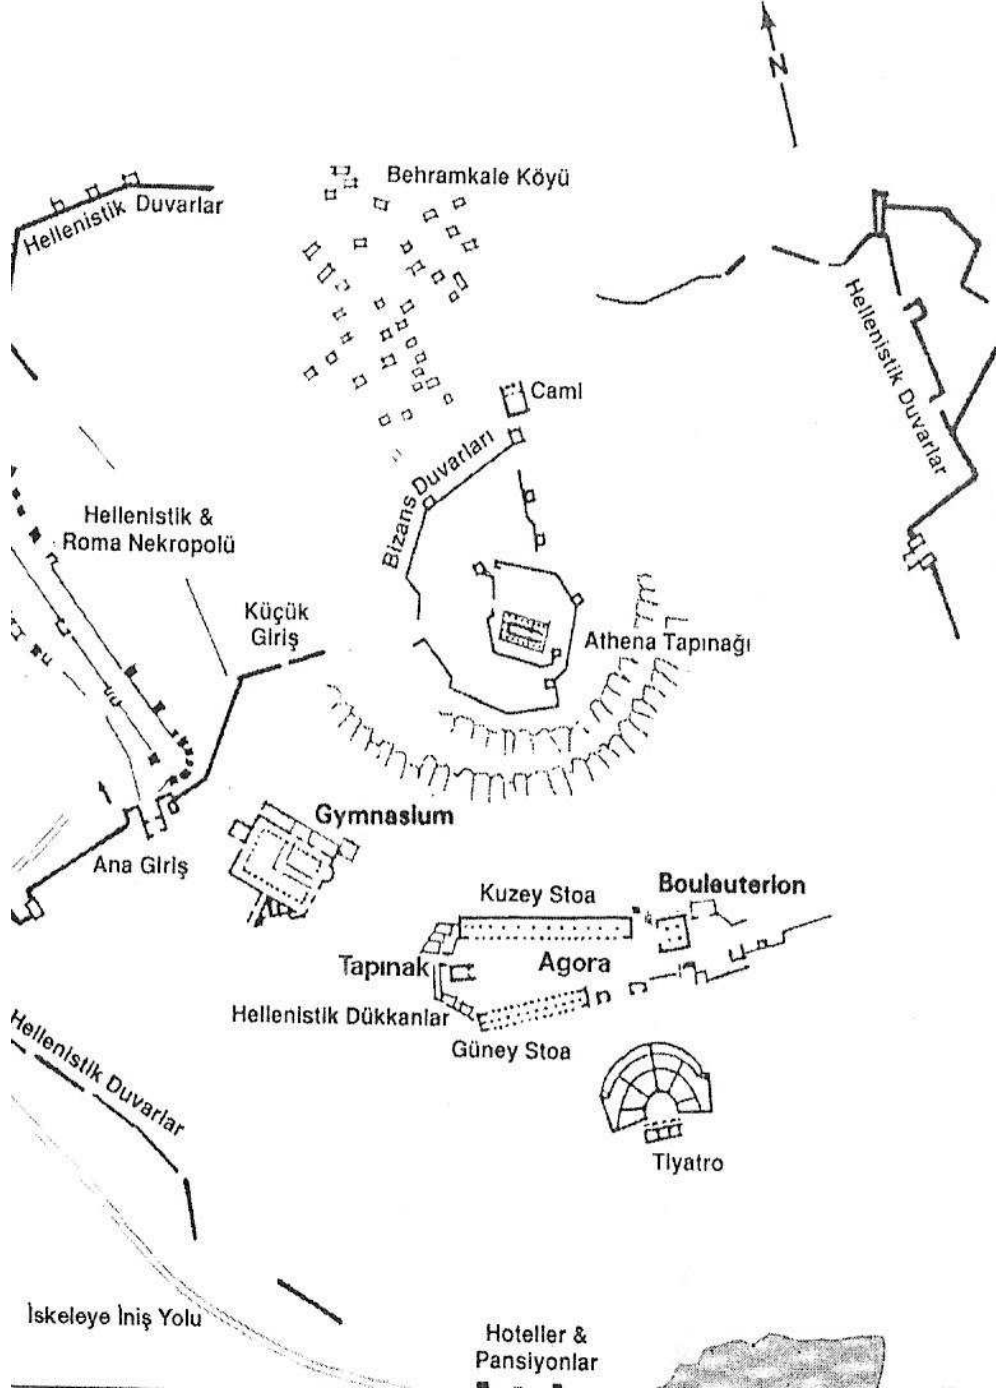 N
Behramkale Köyü
Hellenistik Duvarlar
Hellenistik Duvarlar
Cami
Bizans Duvarları
Hellenistik &
Roma Nekropolü
Küçük
Giriş
Athena Tapınağı
Gymnasium
Ana Giriş
Kuzey Stoa
Bouleuterion
Tapınak
Agora
Hellenistik Dükkanlar
Güney Stoa
Hellenistik Duvarlar
Tiyatro
İskeleye İniş Yolu
Hoteller &
Pansiyonlar